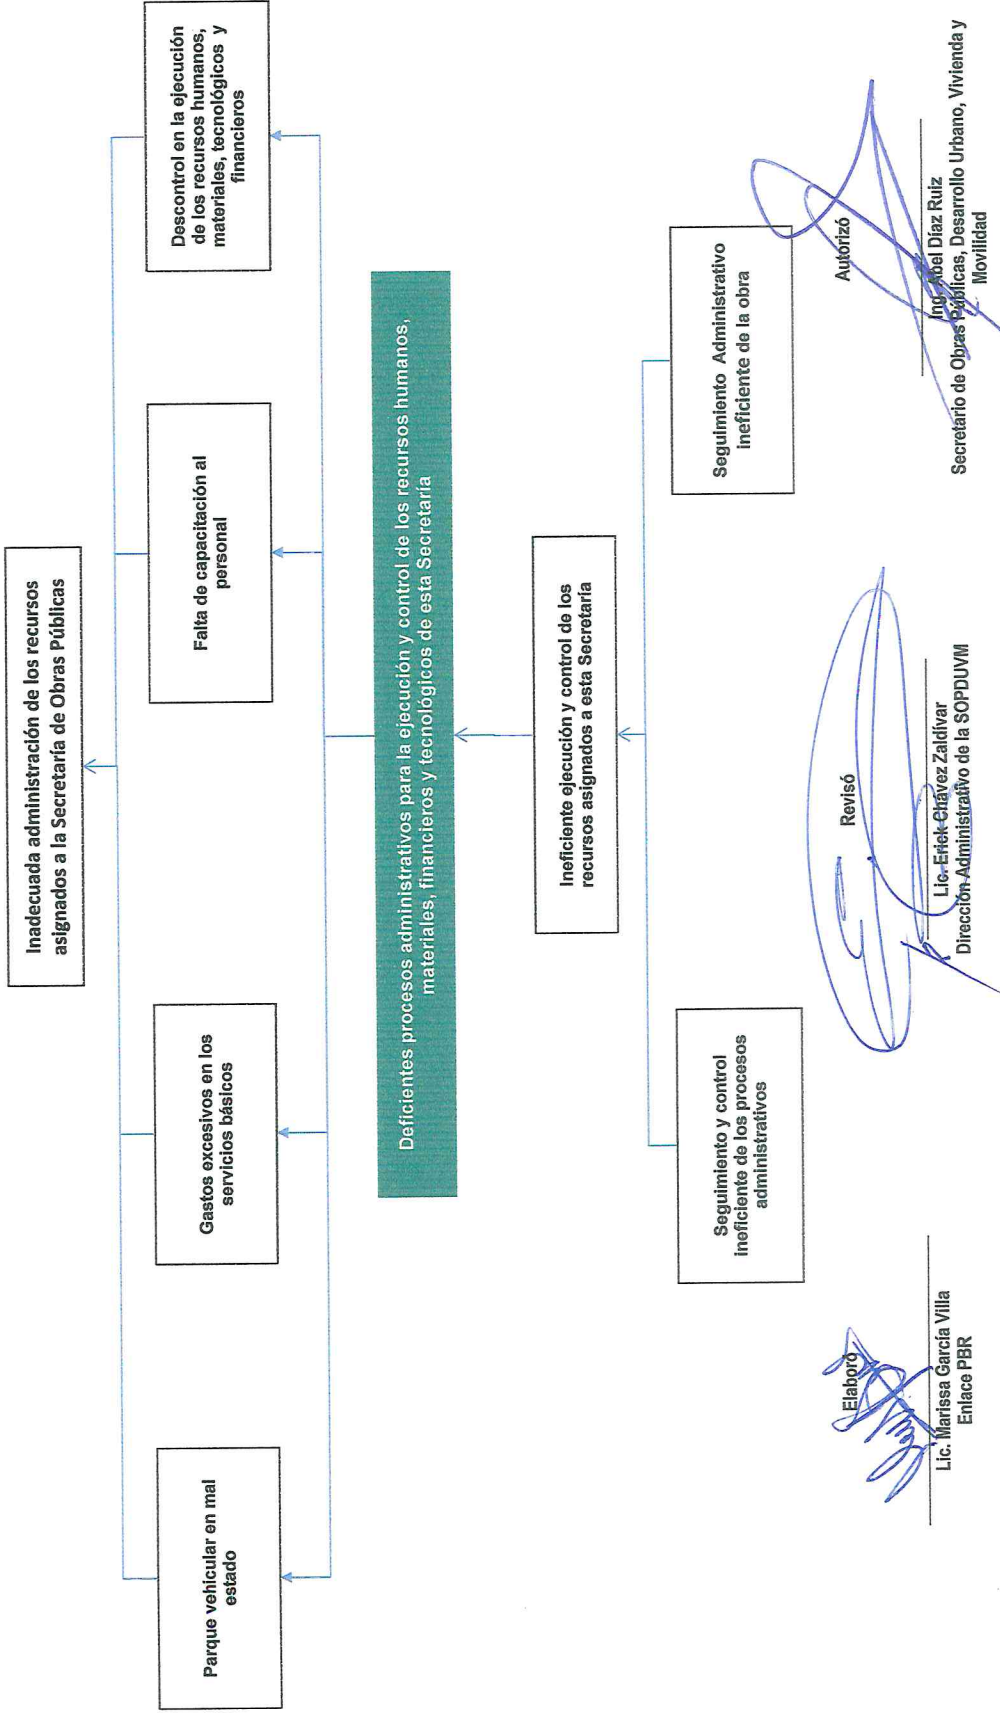 Inadecuada administración de los recursos
asignados a la Secretaría de Obras Públicas
Parque vehicular en mal
estado
Gastos excesivos en los
servicios básicos
Falta de capacitación al
personal
Descontrol en la ejecución
de los recursos humanos,
materiales, tecnológicos y
financieros
Deficientes procesos administrativos para la ejecución y control de los recursos humanos,
materiales, financieros y tecnológicos de esta Secretaría
Ineficiente ejecución y control de los
recursos asignados a esta Secretaría
Seguimiento y control
ineficiente de los procesos
administrativos
Seguimiento Administrativo
ineficiente de la obra
Elaboró
Lic. Marissa García Villa
Enlace PBR
Revisó
Lic. Erick Chávez Zaldívar
Dirección Administrativo de la SOPDUVM
Autorizó
Ing. Abel Díaz Ruiz
Secretario de Obras Públicas, Desarrollo Urbano, Vivienda y
Movilidad